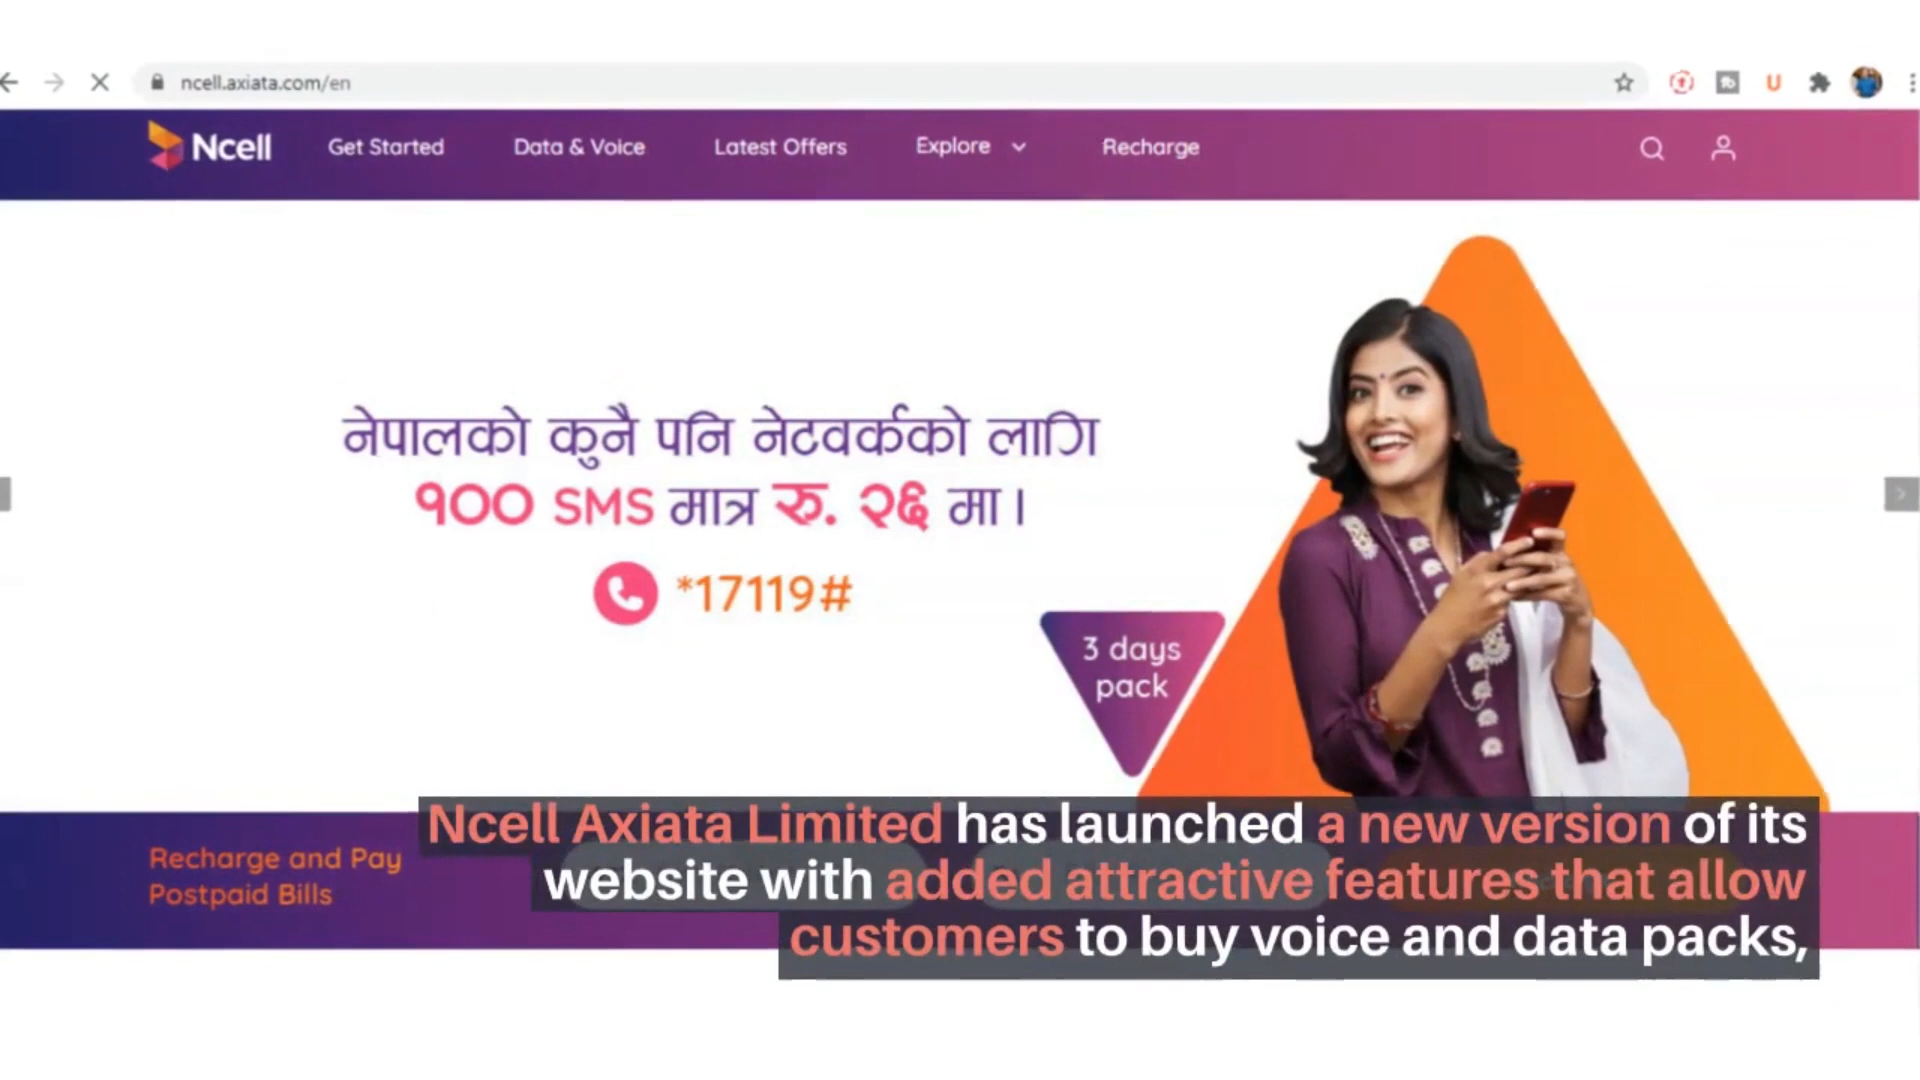 ncell.axiata.com/en
U
Ncell
Get Started
Data & Voice
Latest Offers
Explore
Recharge
नेपालको कुनै पनि नेटवर्कको लागि
१०० SMS मात्र रु. २६ मा ।
*17119#
3 days
pack
Recharge and Pay
Postpaid Bills
Ncell Axiata Limited has launched a new version of its
website with added attractive features that allow
customers to buy voice and data packs,